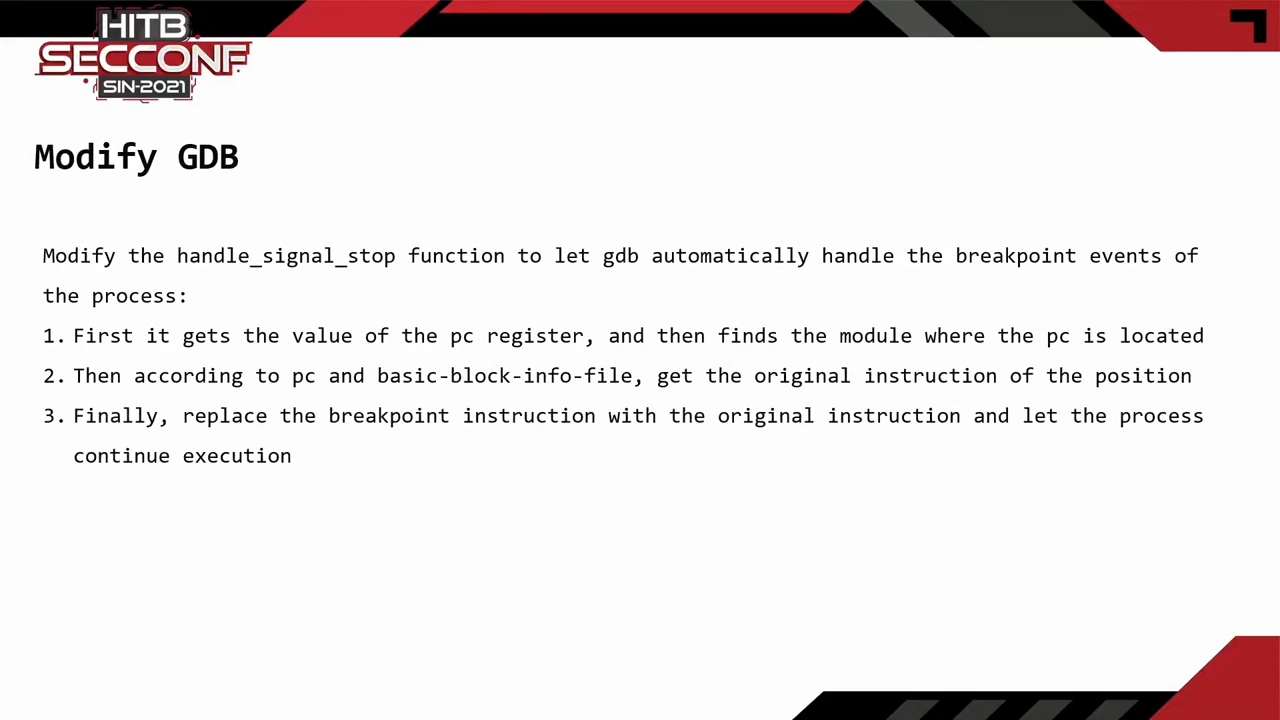 HITB
SECCONF
SIN-2021
Modify GDB
Modify the handle_signal_stop function to let gdb automatically handle the breakpoint events of
the process:
1. First it gets the value of the pc register, and then finds the module where the pc is located
2. Then according to pc and basic-block-info-file, get the original instruction of the position
3. Finally, replace the breakpoint instruction with the original instruction and let the process
continue execution